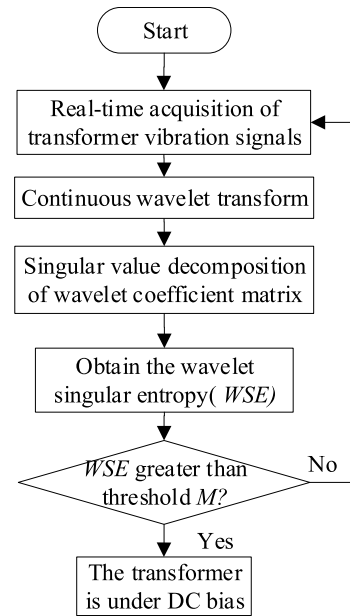 Start
Real-time acquisition of
transformer vibration signals
Continuous wavelet transform
Singular value decomposition
of wavelet coefficient matrix
Obtain the wavelet
singular entropy( WSE)
WSE greater than
threshold M?
No
Yes
The transformer
is under DC bias